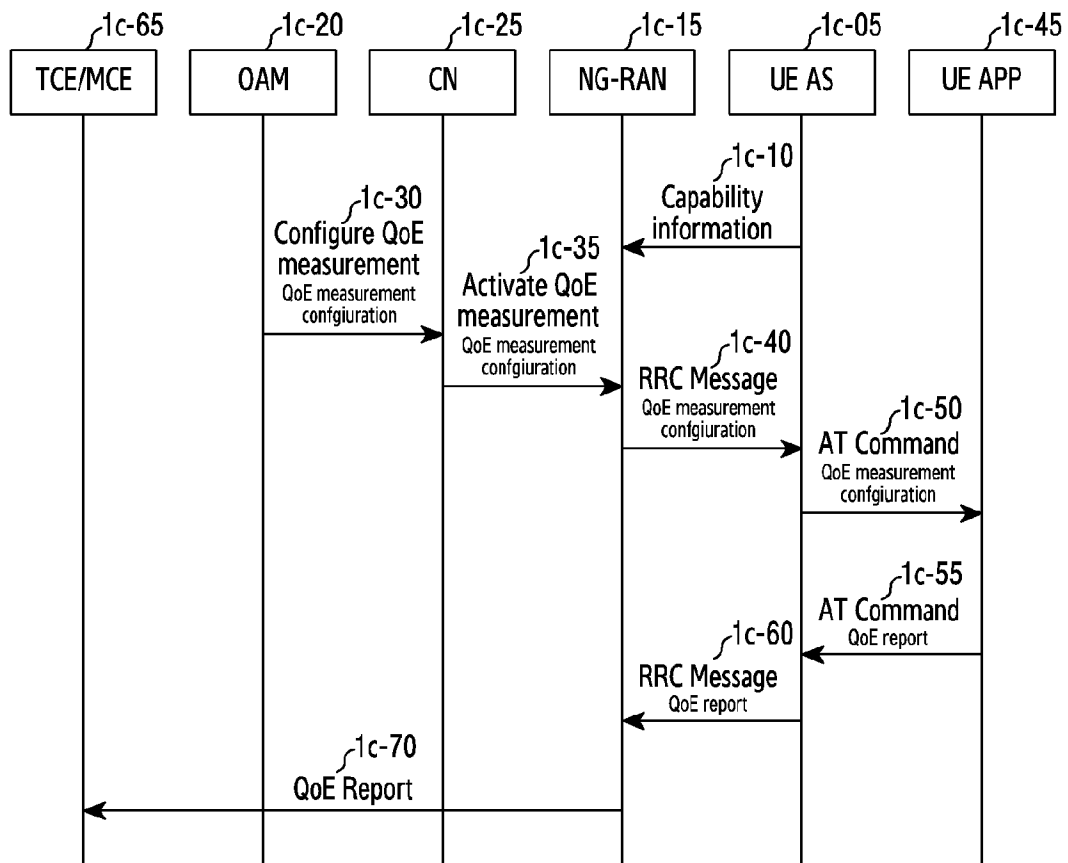 1c-65
1c-20
1c-25
1c-15
1c-05
1c-45
TCE/MCE
OAM
CN
NG-RAN
UE AS
UE APP
1c-10
Capability
information
1c-30
Configure QoE
measurement
QoE measurement
confgiuration
1c-35
Activate QoE
measurement
QoE measurement
confgiuration
1c-40
RRC Message
QoE measurement
confgiuration
1c-50
AT Command
QoE measurement
confgiuration
1c-55
AT Command
QoE report
1c-60
RRC Message
QoE report
1c-70
QoE Report